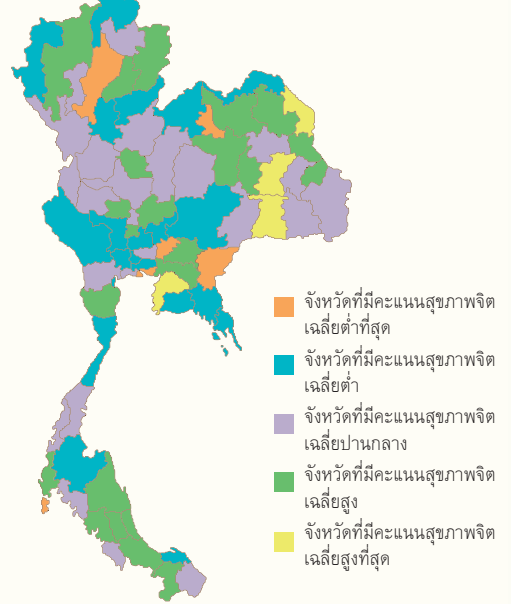 จังหวัดที่มีคะแนนสุขภาพจิต
เฉลี่ยต่ำที่สุด
จังหวัดที่มีคะแนนสุขภาพจิต
เฉลี่ยต่ำ
จังหวัดที่มีคะแนนสุขภาพจิต
เฉลี่ยปานกลาง
จังหวัดที่มีคะแนนสุขภาพจิต
เฉลี่ยสูง
จังหวัดที่มีคะแนนสุขภาพจิต
เฉลี่ยสูงที่สุด